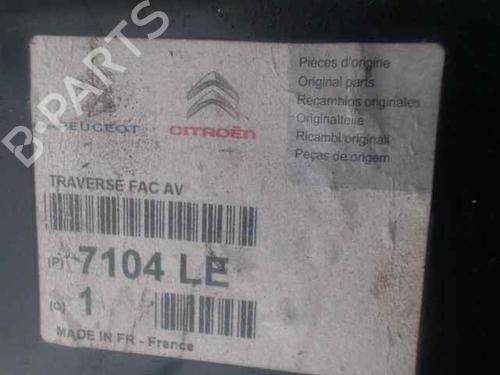 B-PARTS
PEUGEOT
CITROËN
Pièces d'origine
Original parts
Recambios originales
Originalteile
Ricambi originali
Peças de origem
TRAVERSE FAC AV
(P) 7104 LE
(Q) 1
MADE IN FR - France